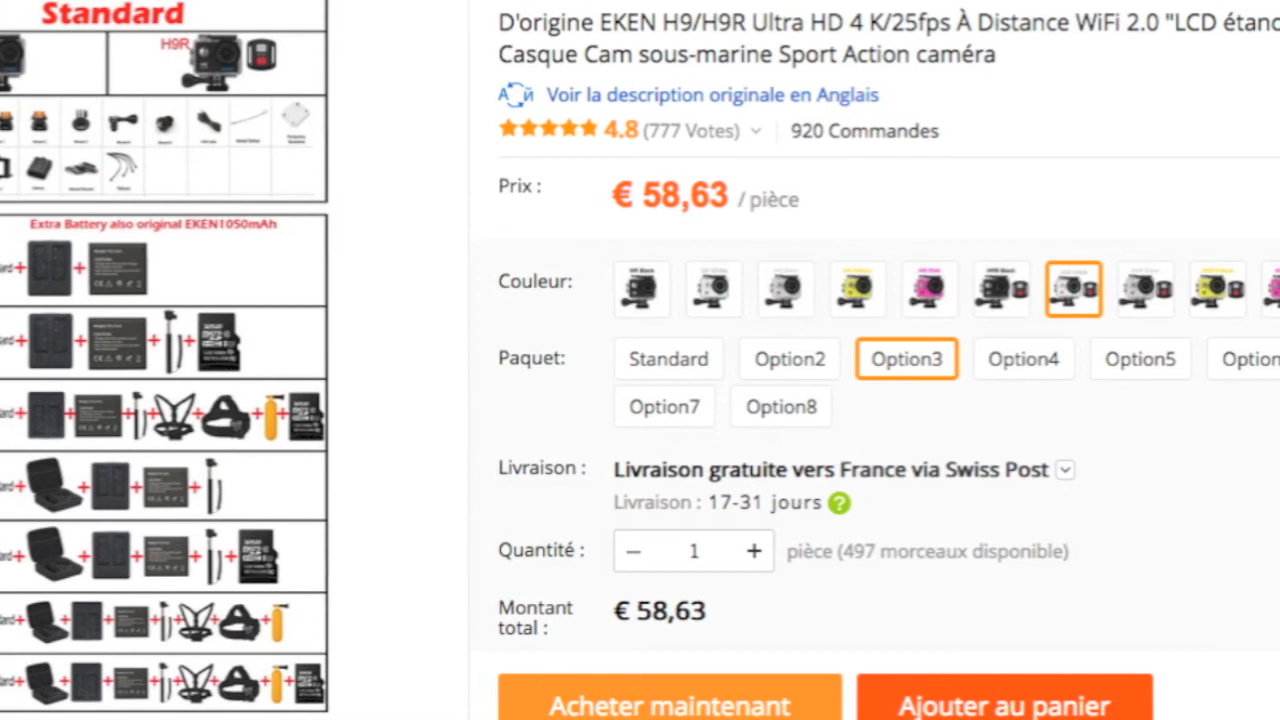 Standard
H9R
Extra Battery also original EKEN1050mAh
D'origine EKEN H9/H9R Ultra HD 4 K/25fps À Distance WiFi 2.0 "LCD étanc
Casque Cam sous-marine Sport Action caméra
Voir la description originale en Anglais
4.8 (777 Votes)
920 Commandes
Prix :
€ 58,63 / pièce
Couleur:
Paquet:
Standard
Option2
Option3
Option4
Option5
Option
Option7
Option8
Livraison :
Livraison gratuite vers France via Swiss Post
Livraison : 17-31 jours
Quantité :
1
pièce (497 morceaux disponible)
Montant
total :
€ 58,63
Acheter maintenant
Ajouter au panier